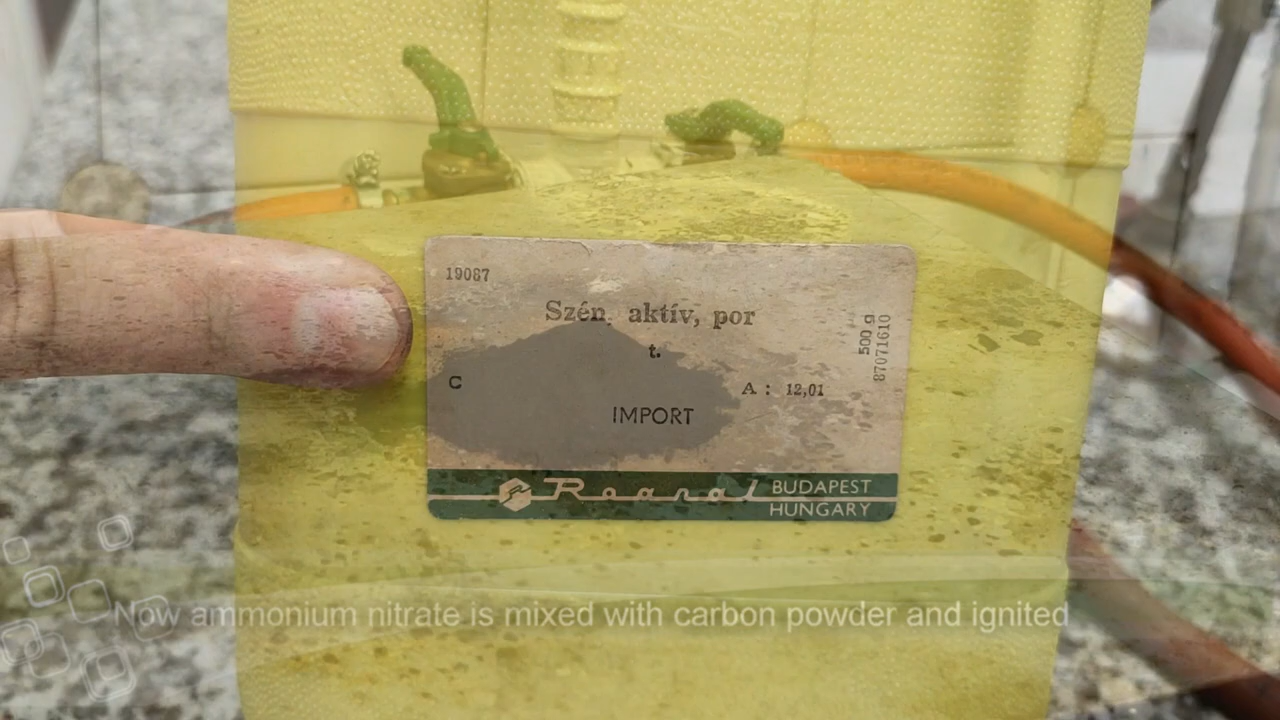 19087
Szén, aktív, por
t.
500 g
87071610
C
A : 12,01
IMPORT
Reanal
BUDAPEST
HUNGARY
Now ammonium nitrate is mixed with carbon powder and ignited